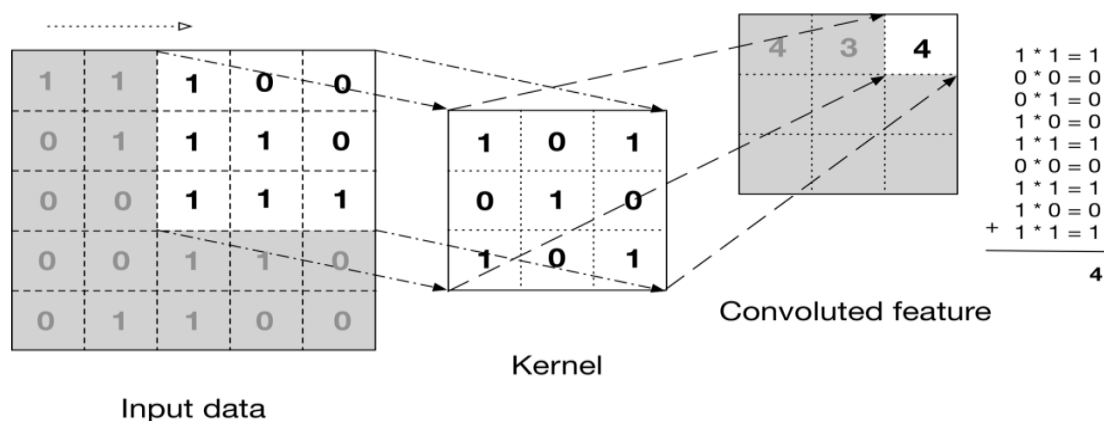 1 1 1 0 0
0 1 1 1 0
0 0 1 1 1
0 0 1 1 0
0 1 1 0 0
Input data
1 0 1
0 1 0
1 0 1
Kernel
4 3 4
Convoluted feature
1 * 1 = 1
0 * 0 = 0
0 * 1 = 0
1 * 0 = 0
1 * 1 = 1
0 * 0 = 0
1 * 1 = 1
1 * 0 = 0
+ 1 * 1 = 1
4